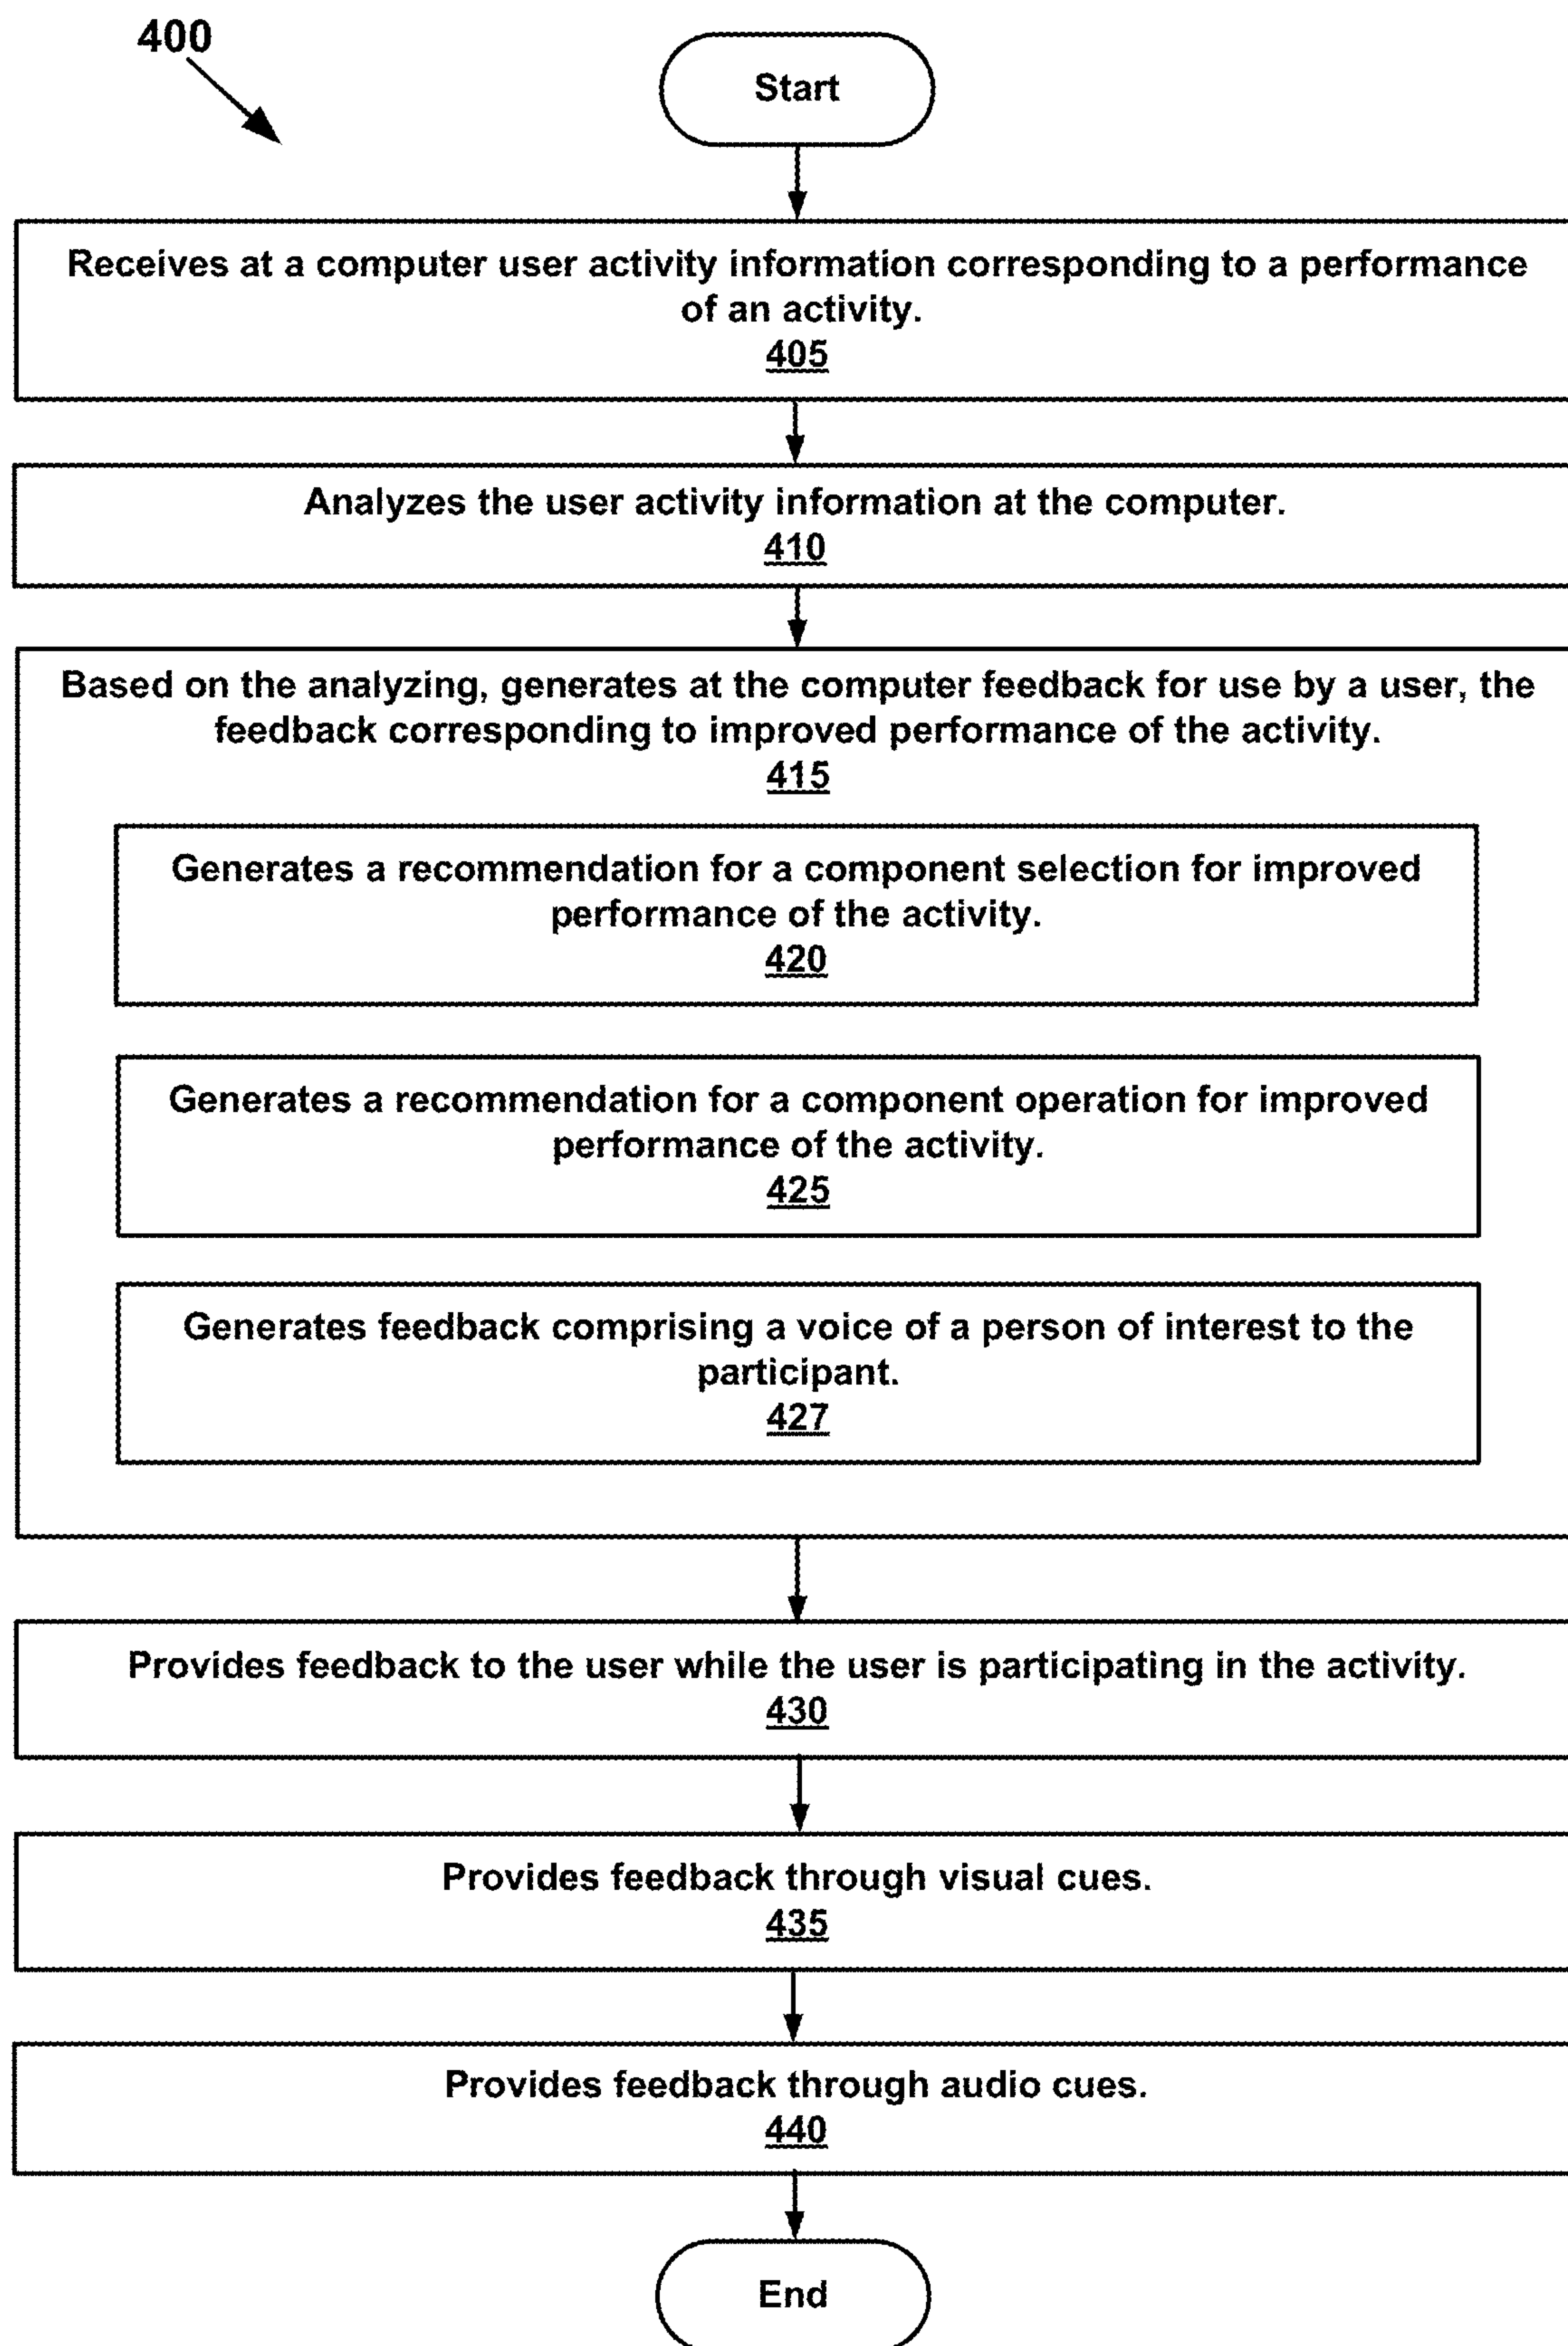 400
Start
Receives at a computer user activity information corresponding to a performance
of an activity.
405
Analyzes the user activity information at the computer.
410
Based on the analyzing, generates at the computer feedback for use by a user, the
feedback corresponding to improved performance of the activity.
415
Generates a recommendation for a component selection for improved
performance of the activity.
420
Generates a recommendation for a component operation for improved
performance of the activity.
425
Generates feedback comprising a voice of a person of interest to the
participant.
427
Provides feedback to the user while the user is participating in the activity.
430
Provides feedback through visual cues.
435
Provides feedback through audio cues.
440
End